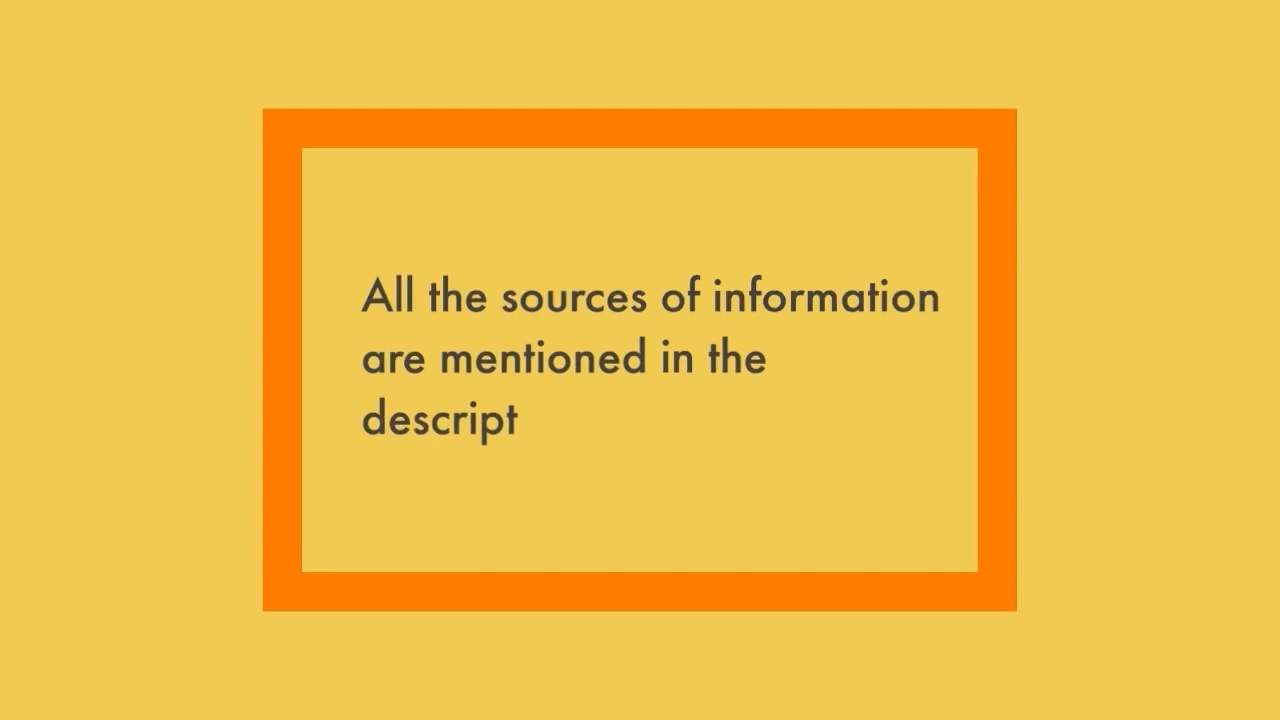 All the sources of information
are mentioned in the
descript